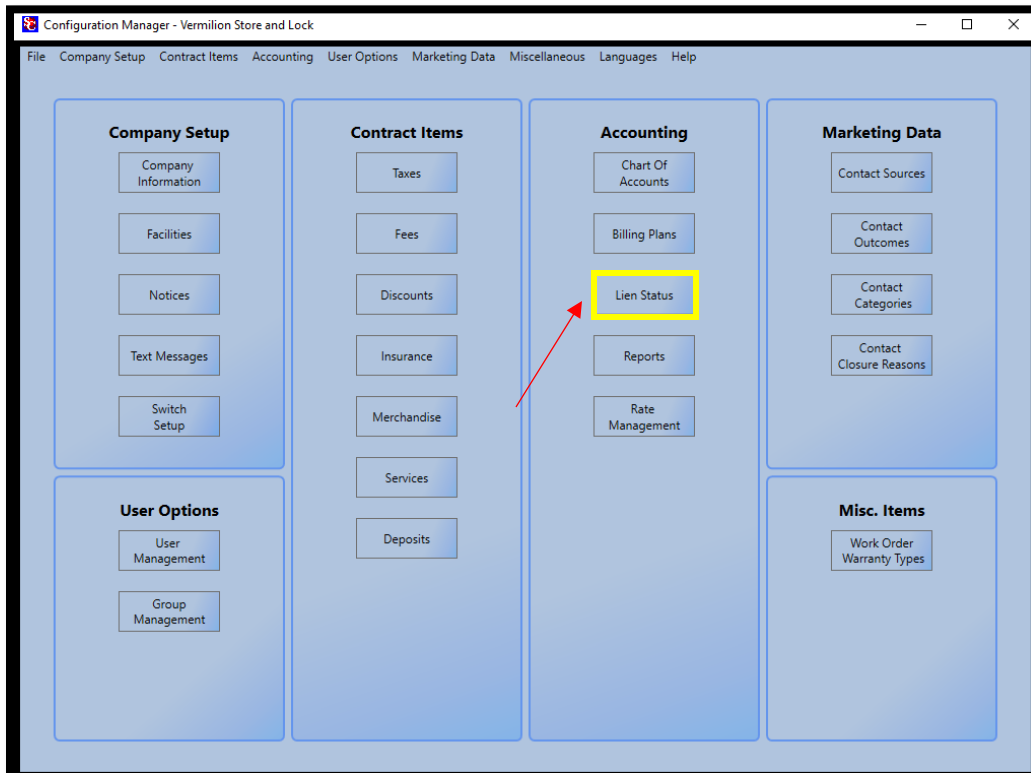 Configuration Manager - Vermilion Store and Lock
File Company Setup Contract Items Accounting User Options Marketing Data Miscellaneous Languages Help
Company Setup
Company
Information
Facilities
Notices
Text Messages
Switch
Setup
User Options
User
Management
Group
Management
Contract Items
Taxes
Fees
Discounts
Insurance
Merchandise
Services
Deposits
Accounting
Chart Of
Accounts
Billing Plans
Lien Status
Reports
Rate
Management
Marketing Data
Contact Sources
Contact
Outcomes
Contact
Categories
Contact
Closure Reasons
Misc. Items
Work Order
Warranty Types